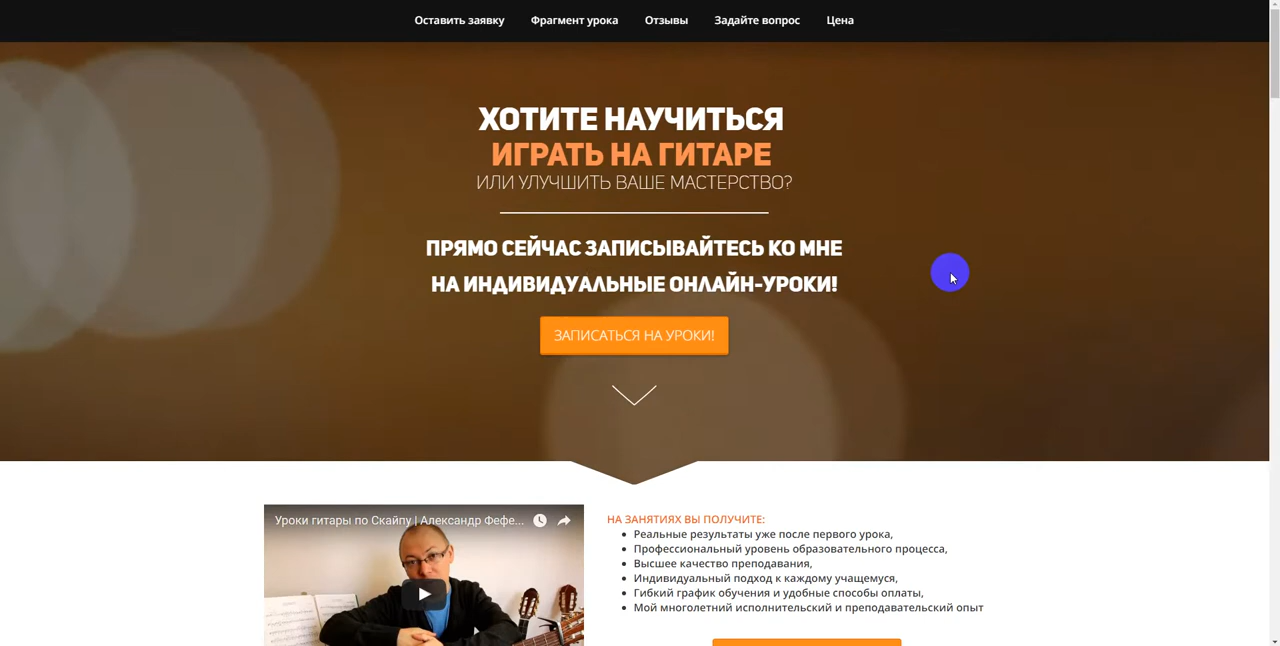 Оставить заявку Фрагмент урока Отзывы Задайте вопрос Цена
ХОТИТЕ НАУЧИТЬСЯ
ИГРАТЬ НА ГИТАРЕ
ИЛИ УЛУЧШИТЬ ВАШЕ МАСТЕРСТВО?
ПРЯМО СЕЙЧАС ЗАПИСЫВАЙТЕСЬ КО МНЕ
НА ИНДИВИДУАЛЬНЫЕ ОНЛАЙН-УРОКИ!
ЗАПИСАТЬСЯ НА УРОКИ!
Уроки гитары по Скайпу | Александр Фефе...
НА ЗАНЯТИЯХ ВЫ ПОЛУЧИТЕ:
Реальные результаты уже после первого урока,
Профессиональный уровень образовательного процесса,
Высшее качество преподавания,
Индивидуальный подход к каждому учащемуся,
Гибкий график обучения и удобные способы оплаты,
Мой многолетний исполнительский и преподавательский опыт